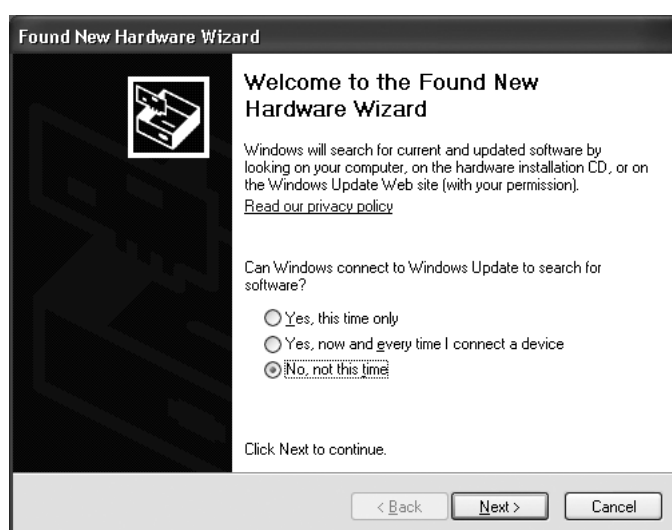 Found New Hardware Wizard
Welcome to the Found New
Hardware Wizard
Windows will search for current and updated software by
looking on your computer, on the hardware installation CD, or on
the Windows Update Web site (with your permission).
Read our privacy policy
Can Windows connect to Windows Update to search for
software?
Yes, this time only
Yes, now and every time I connect a device
No, not this time
Click Next to continue.
< Back Next > Cancel